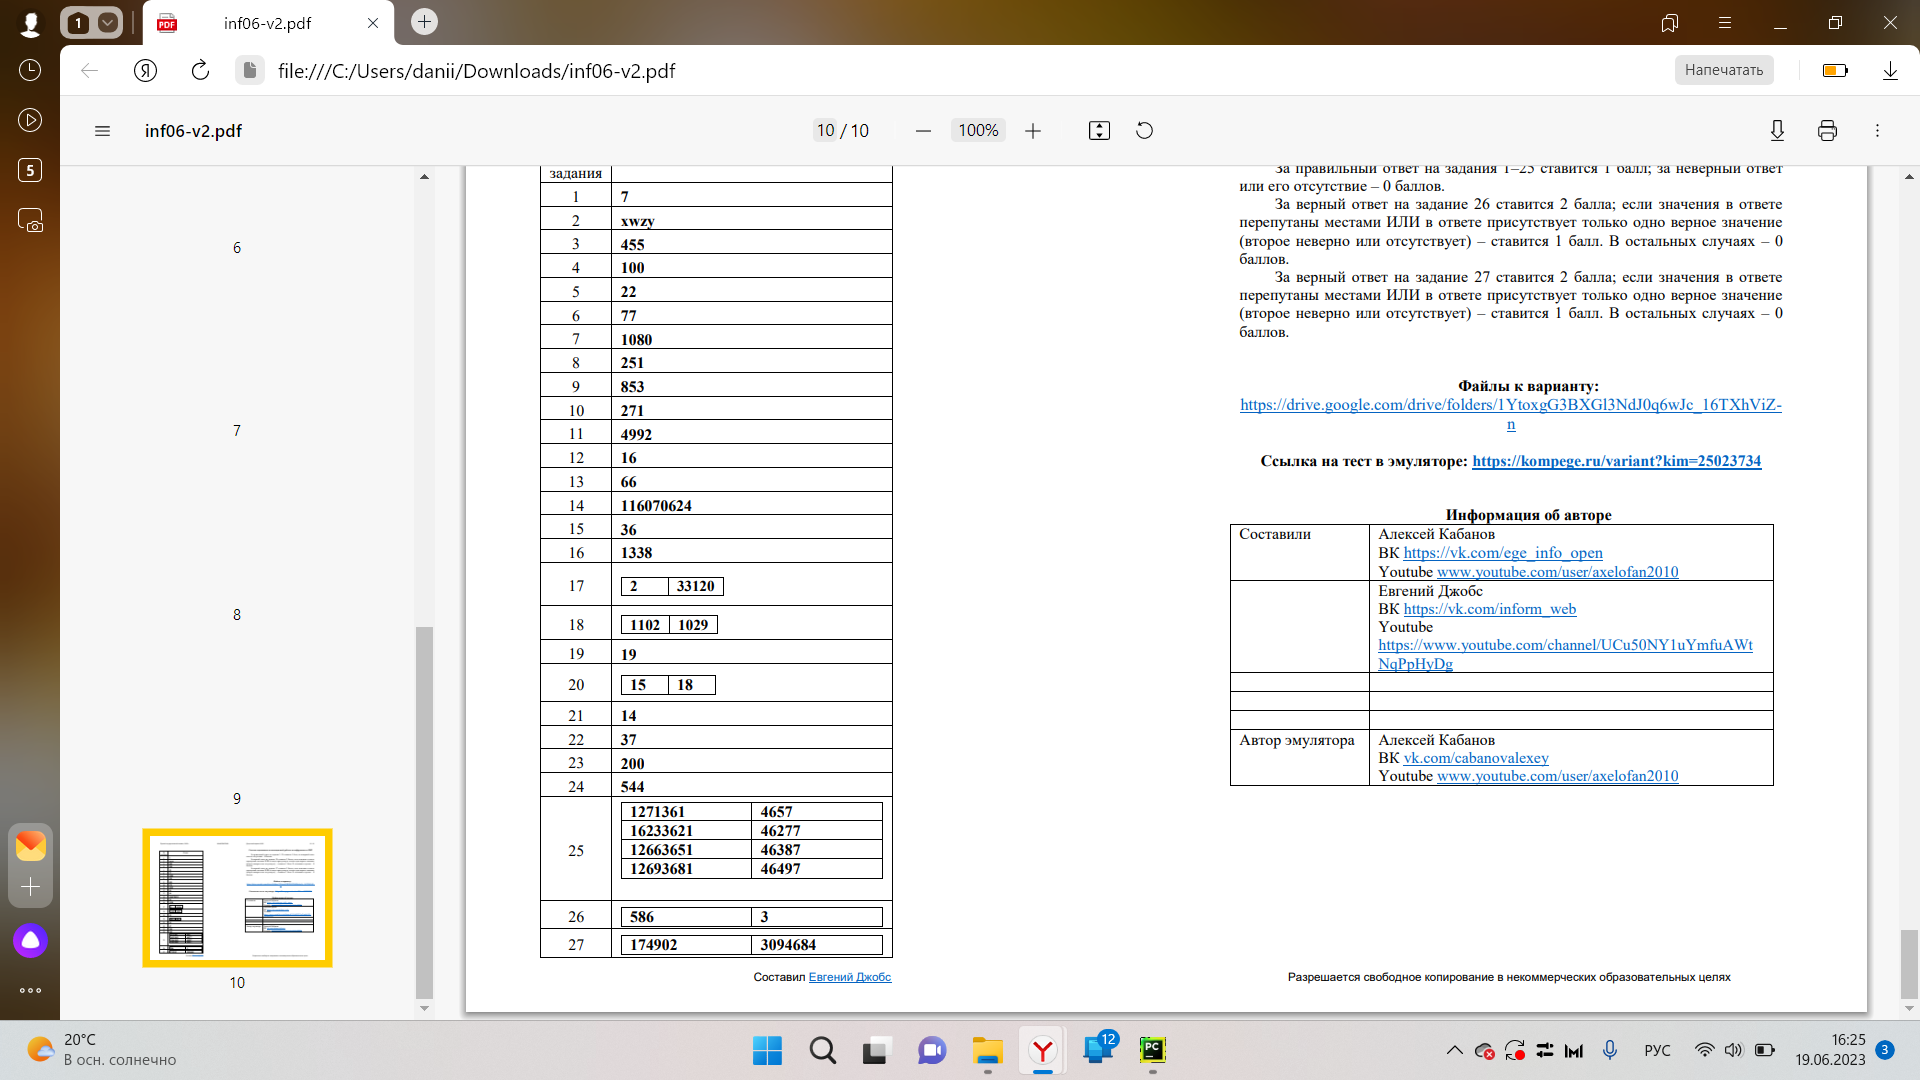 1
inf06-v2.pdf
file:///C:/Users/danii/Downloads/inf06-v2.pdf
Напечатать
5
inf06-v2.pdf
10 / 10
100%
6
7
8
9
10
задания
1 7
2 xwzy
3 455
4 100
5 22
6 77
7 1080
8 251
9 853
10 271
11 4992
12 16
13 66
14 116070624
15 36
16 1338
17 2 33120
18 1102 1029
19 19
20 15 18
21 14
22 37
23 200
24 544
25
1271361 4657
16233621 46277
12663651 46387
12693681 46497
26 586 3
27 174902 3094684
Составил Евгений Джобс
За правильный ответ на задания 1–25 ставится 1 балл; за неверный ответ
или его отсутствие – 0 баллов.
За верный ответ на задание 26 ставится 2 балла; если значения в ответе
перепутаны местами ИЛИ в ответе присутствует только одно верное значение
(второе неверно или отсутствует) – ставится 1 балл. В остальных случаях – 0
баллов.
За верный ответ на задание 27 ставится 2 балла; если значения в ответе
перепутаны местами ИЛИ в ответе присутствует только одно верное значение
(второе неверно или отсутствует) – ставится 1 балл. В остальных случаях – 0
баллов.
Файлы к варианту:
https://drive.google.com/drive/folders/1YtoxgG3BXGl3NdJ0q6wJc_16TXhViZ-
n
Ссылка на тест в эмуляторе: https://kompege.ru/variant?kim=25023734
Информация об авторе
Составили Алексей Кабанов
ВК https://vk.com/ege_info_open
Youtube www.youtube.com/user/axelofan2010
Евгений Джобс
ВК https://vk.com/inform_web
Youtube
https://www.youtube.com/channel/UCu50NY1uYmfuAWt
NqPpHyDg
Автор эмулятора Алексей Кабанов
ВК vk.com/cabanovalexey
Youtube www.youtube.com/user/axelofan2010
Разрешается свободное копирование в некоммерческих образовательных целях
20°C
В осн. солнечно
12
РУС
16:25
19.06.2023
3